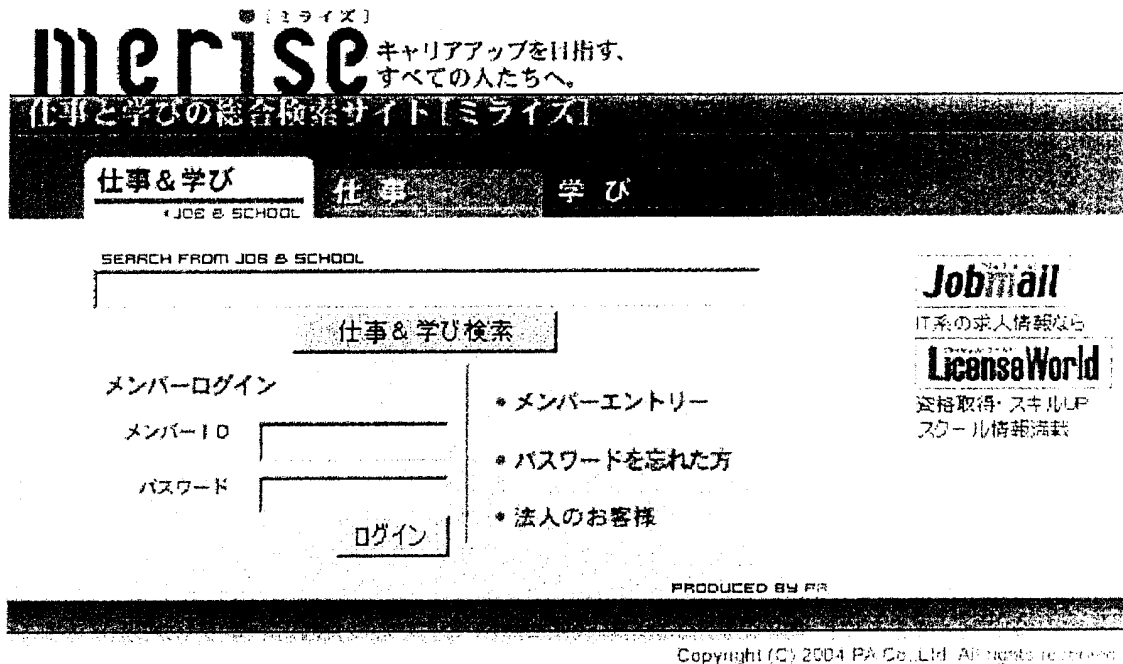 [ミライズ]
merise
キャリアアップを目指す、
すべての人たちへ。
仕事と学びの総合検索サイト[ミライズ]
仕事&学び
JOB & SCHOOL
仕事
学び
SEARCH FROM JOB & SCHOOL
仕事&学び検索
メンバーログイン
メンバーID
パスワード
ログイン
• メンバーエントリー
• パスワードを忘れた方
• 法人のお客様
Jobmail
IT系の求人情報なら
LicenseWorld
資格取得・スキルUP
スクール情報満載
PRODUCED BY PA
Copyright (C) 2004 PA Co.,Ltd. All rights reserved.